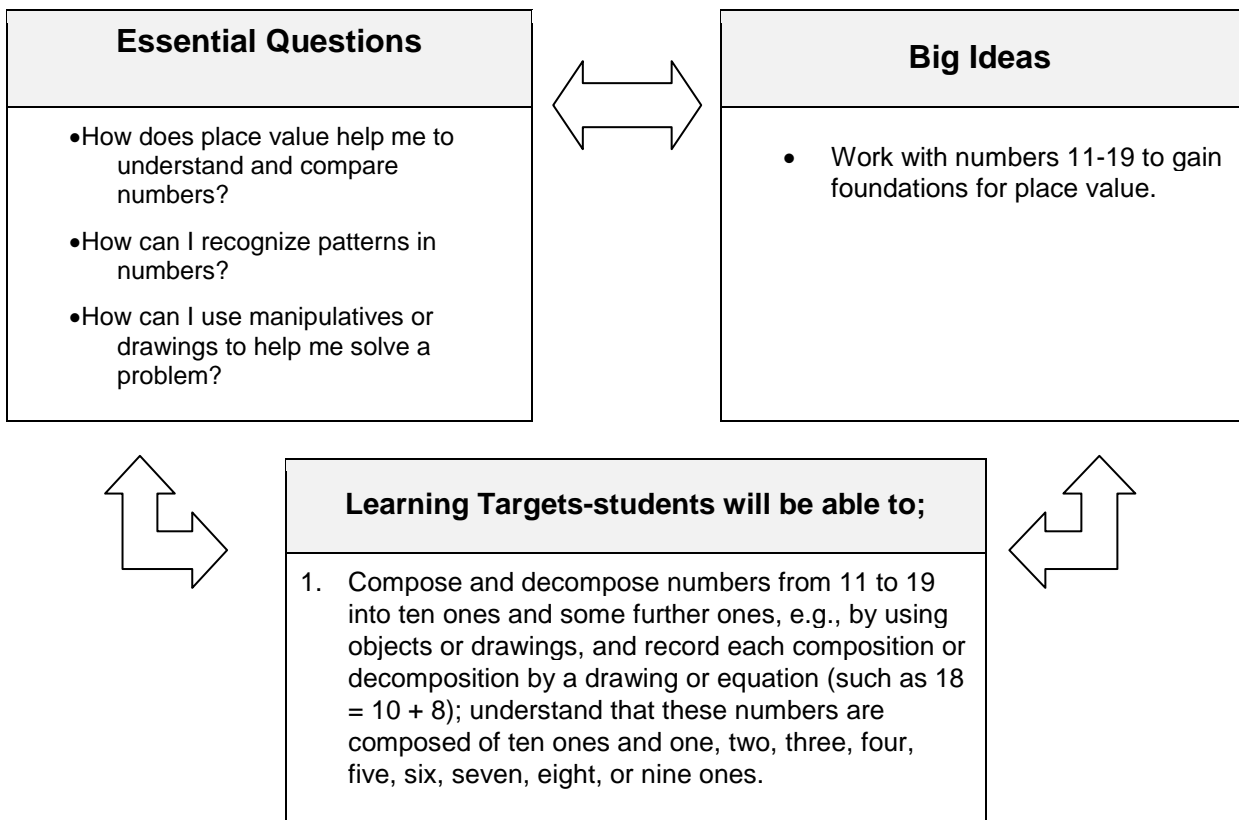 Essential Questions
•How does place value help me to
understand and compare
numbers?
•How can I recognize patterns in
numbers?
•How can I use manipulatives or
drawings to help me solve a
problem?
Big Ideas
• Work with numbers 11-19 to gain
foundations for place value.
Learning Targets-students will be able to;
1. Compose and decompose numbers from 11 to 19
into ten ones and some further ones, e.g., by using
objects or drawings, and record each composition or
decomposition by a drawing or equation (such as 18
= 10 + 8); understand that these numbers are
composed of ten ones and one, two, three, four,
five, six, seven, eight, or nine ones.